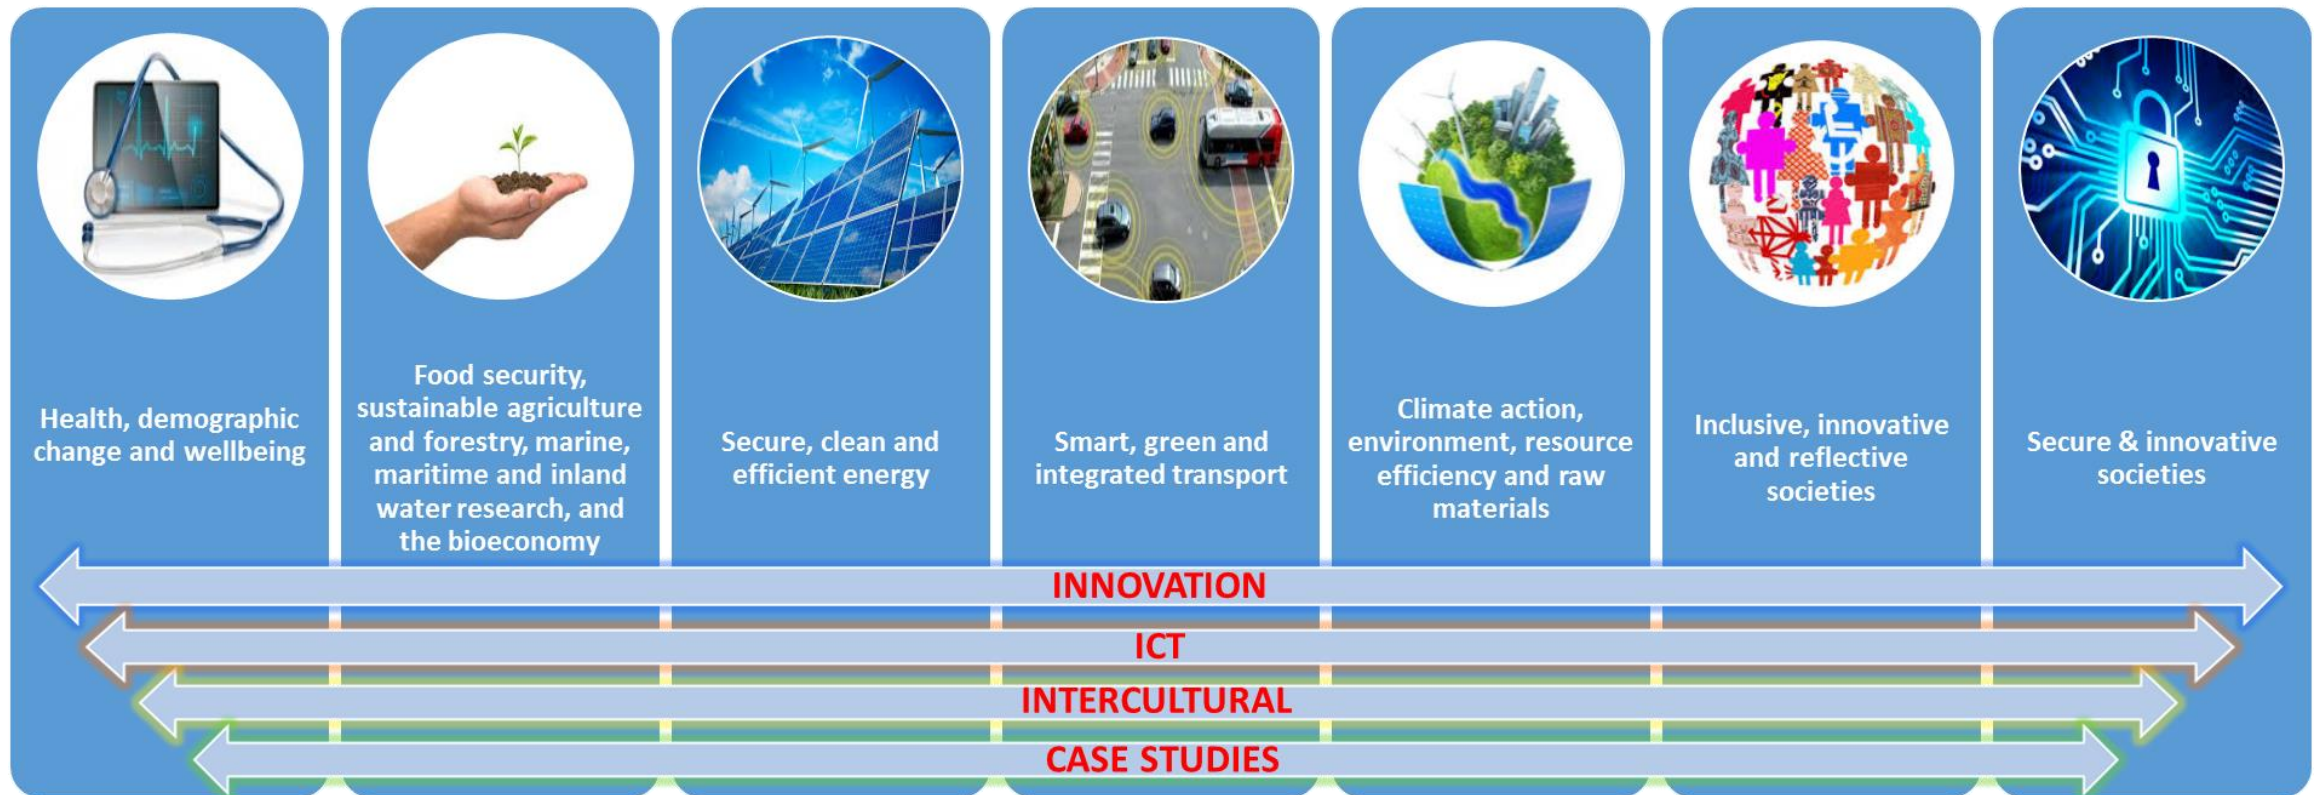 Health, demographic
change and wellbeing
Food security,
sustainable agriculture
and forestry, marine,
maritime and inland
water research, and
the bioeconomy
Secure, clean and
efficient energy
Smart, green and
integrated transport
Climate action,
environment, resource
efficiency and raw
materials
Inclusive, innovative
and reflective
societies
Secure & innovative
societies
INNOVATION
ICT
INTERCULTURAL
CASE STUDIES